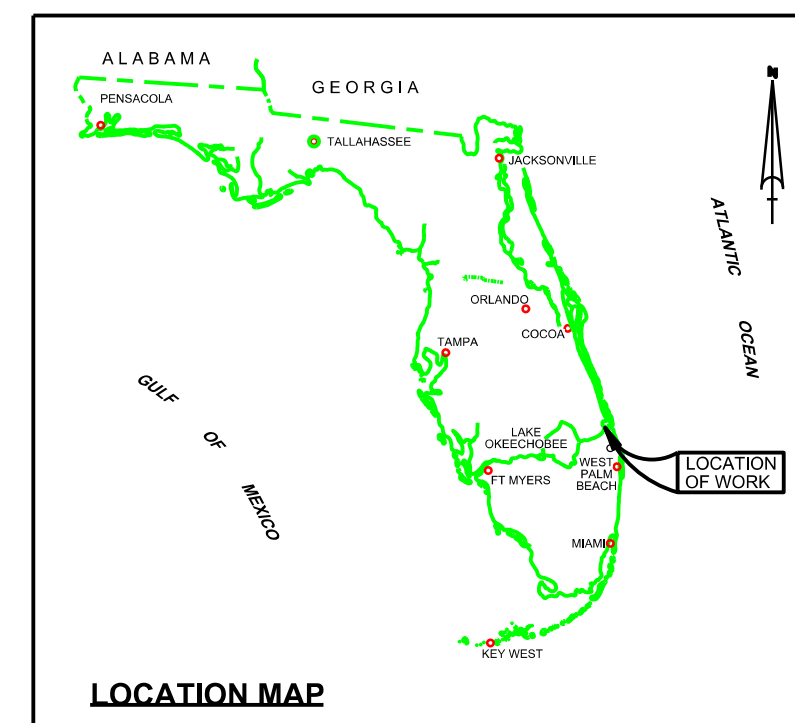 ALABAMA
GEORGIA
N
PENSACOLA
TALLAHASSEE
JACKSONVILLE
ATLANTIC
OCEAN
ORLANDO
COCOA
TAMPA
GULF
OF
MEXICO
LAKE
OKEECHOBEE
WEST
PALM
BEACH
LOCATION
OF WORK
FT MYERS
MIAMI
KEY WEST
LOCATION MAP